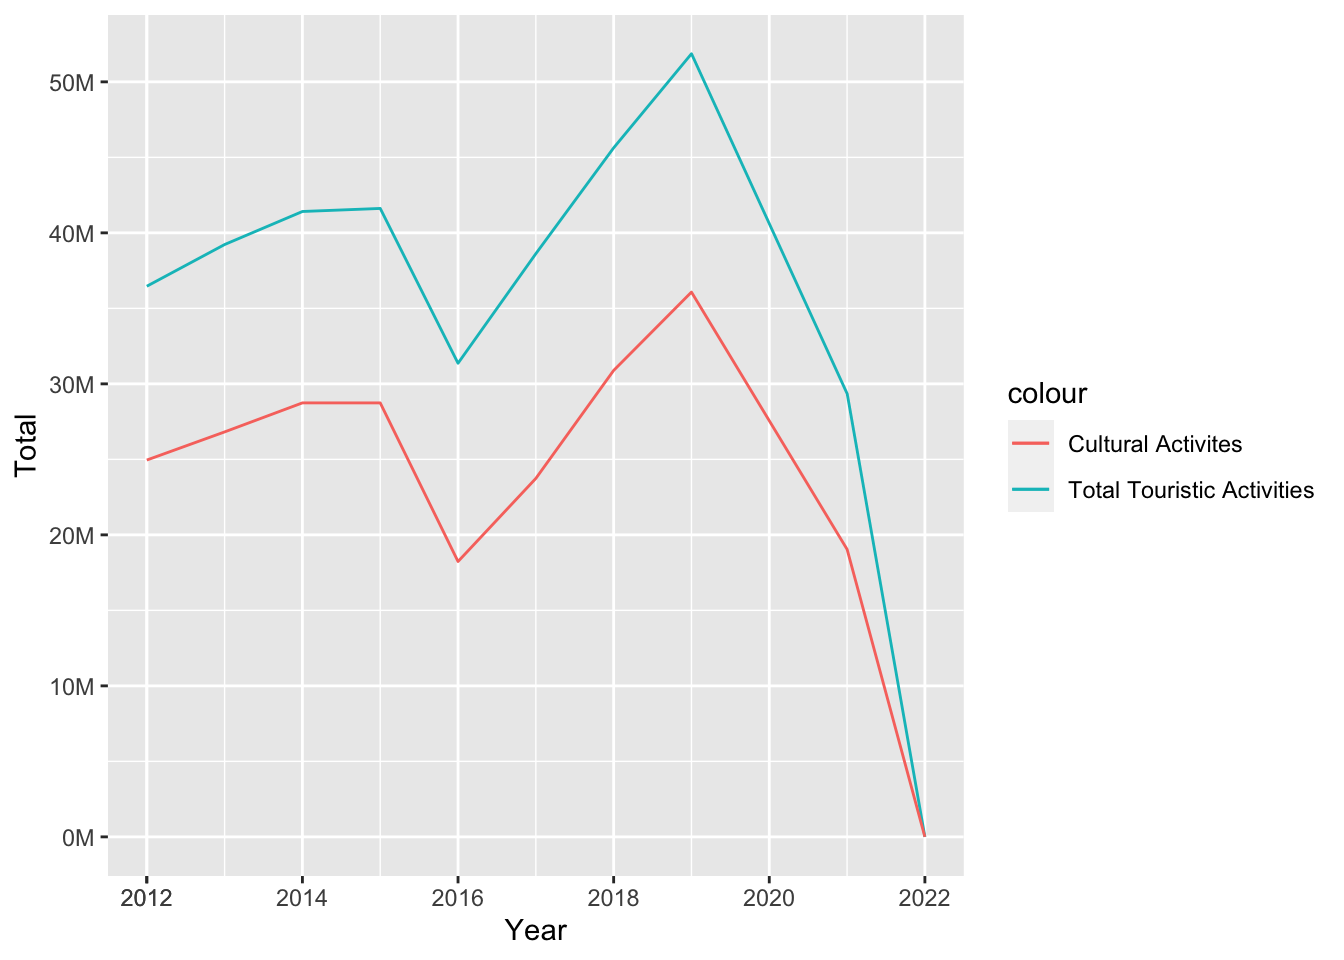 50M
40M
30M
20M
10M
0M
Total
2012 2014 2016 2018 2020 2022
Year
colour
Cultural Activites
Total Touristic Activities